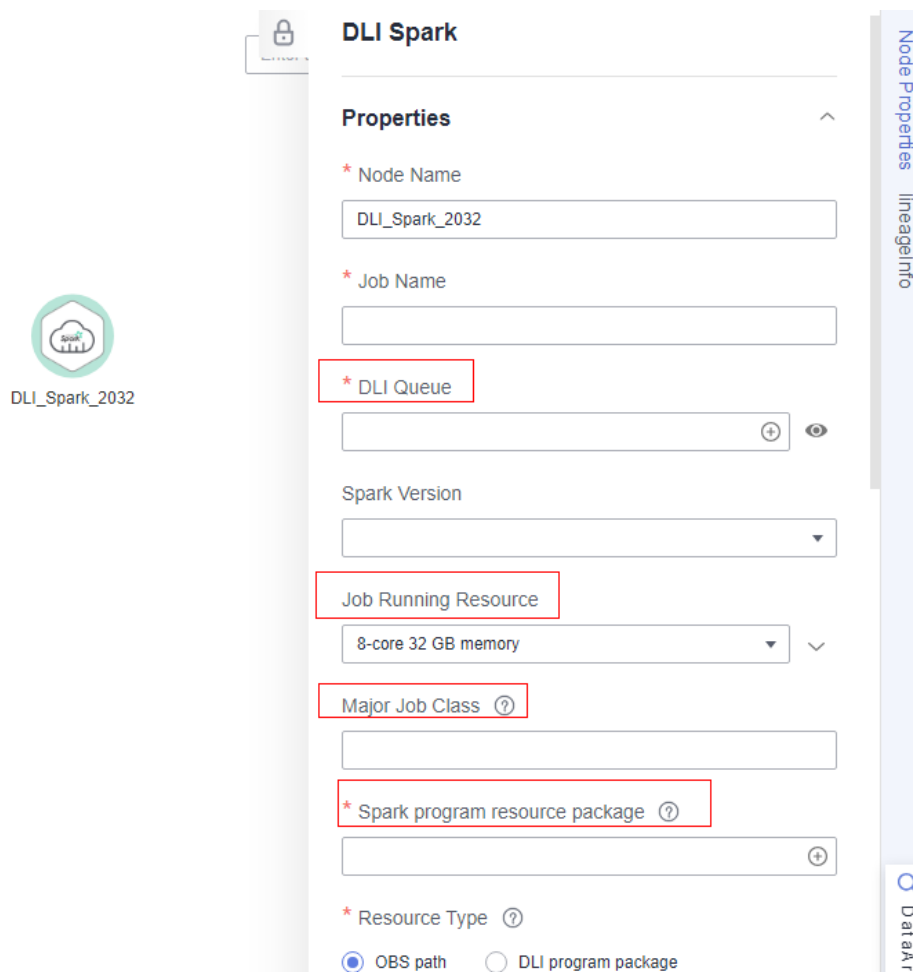 DLI Spark
Properties
* Node Name
DLI_Spark_2032
* Job Name
* DLI Queue
Spark Version
Job Running Resource
8-core 32 GB memory
Major Job Class ?
* Spark program resource package ?
* Resource Type ?
OBS path DLI program package
Spark
DLI_Spark_2032
Node Properties
lineageInfo